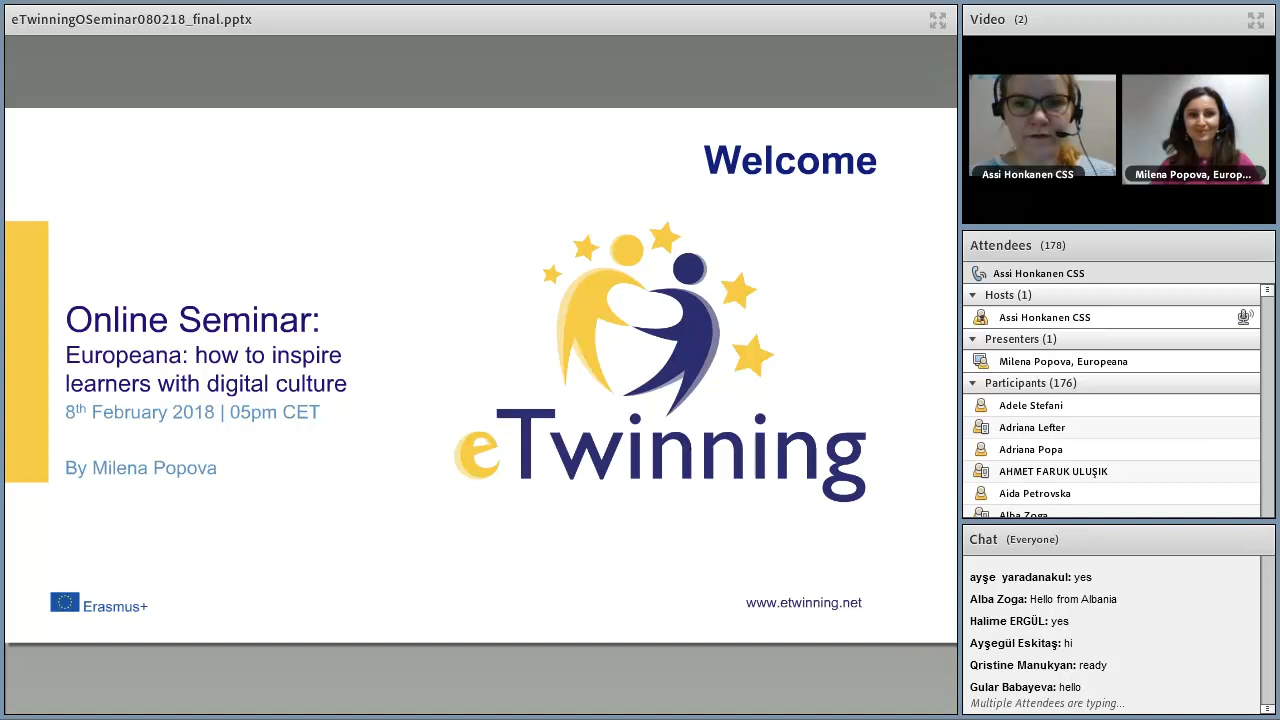 eTwinningOSeminar080218_final.pptx
Welcome
Online Seminar:
Europeana: how to inspire
learners with digital culture
8th February 2018 | 05pm CET
By Milena Popova
eTwinning
Erasmus+
www.etwinning.net
Video (2)
Assi Honkanen CSS
Milena Popova, Europ...
Attendees (178)
Assi Honkanen CSS
Hosts (1)
Assi Honkanen CSS
Presenters (1)
Milena Popova, Europeana
Participants (176)
Adele Stefani
Adriana Lefter
Adriana Popa
AHMET FARUK ULUŞIK
Aida Petrovska
Alba Zoga
Chat (Everyone)
ayşe yaradanakul: yes
Alba Zoga: Hello from Albania
Halime ERGÜL: yes
Ayşegül Eskitaş: hi
Qristine Manukyan: ready
Gular Babayeva: hello
Multiple Attendees are typing...